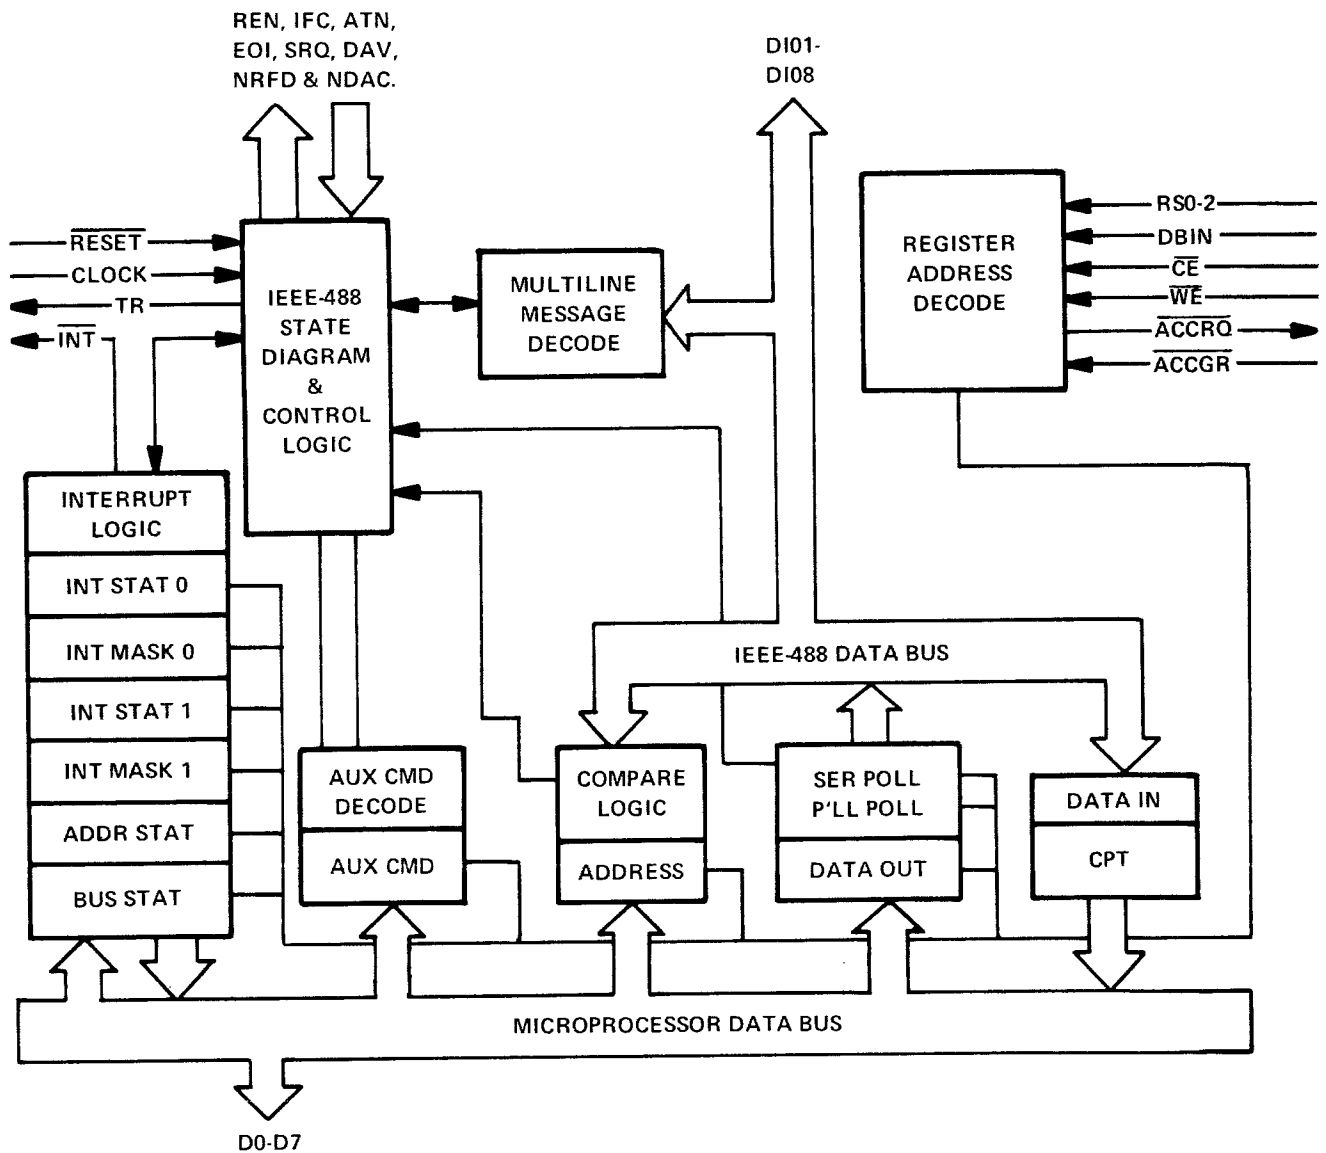 REN, IFC, ATN,
EOI, SRQ, DAV,
NRFD & NDAC.
DI01-
DI08
RESET
CLOCK
TR
INT
IEEE-488
STATE
DIAGRAM
&
CONTROL
LOGIC
MULTILINE
MESSAGE
DECODE
REGISTER
ADDRESS
DECODE
RS0-2
DBIN
CE
WE
ACCRQ
ACCGR
INTERRUPT
LOGIC
INT STAT 0
INT MASK 0
INT STAT 1
INT MASK 1
ADDR STAT
BUS STAT
IEEE-488 DATA BUS
AUX CMD
DECODE
AUX CMD
COMPARE
LOGIC
ADDRESS
SER POLL
P'LL POLL
DATA OUT
DATA IN
CPT
MICROPROCESSOR DATA BUS
D0-D7